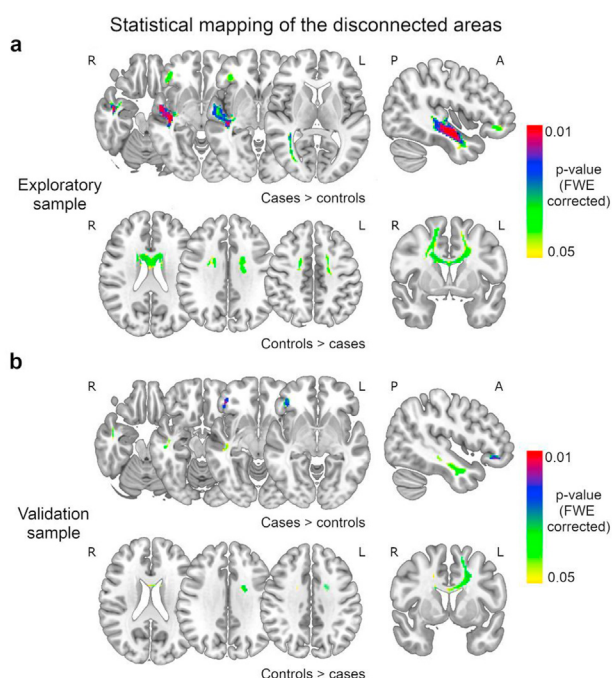 Statistical mapping of the disconnected areas
a
R
L
P
A
Exploratory
sample
Cases > controls
0.01
p-value
(FWE
corrected)
0.05
R
L
R
L
Controls > cases
b
R
L
P
A
Validation
sample
Cases > controls
0.01
p-value
(FWE
corrected)
0.05
R
L
R
L
Controls > cases